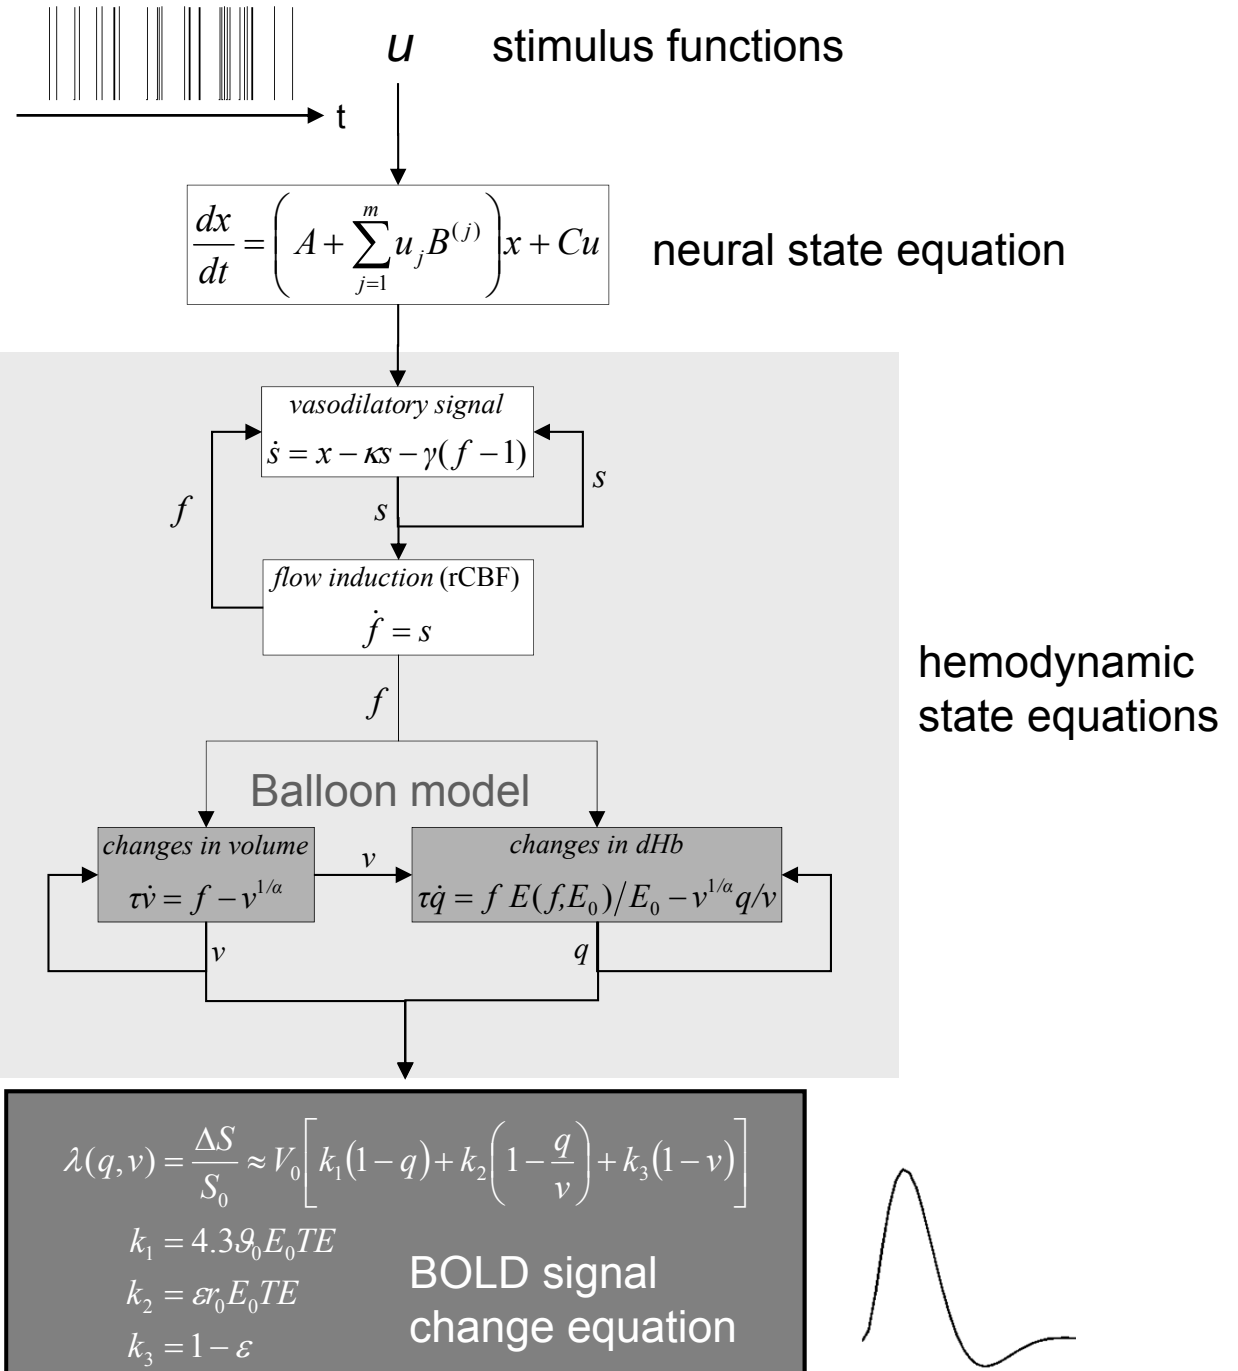 u stimulus functions
t
dx/dt = ( A + ∑_{j=1}^{m} u_j B^{(j)} ) x + Cu
neural state equation
vasodilatory signal
ṡ = x − κs − γ(f − 1)
f
s
s
flow induction (rCBF)
ḟ = s
hemodynamic
state equations
f
Balloon model
changes in volume
τv̇ = f − v^{1/α}
v
changes in dHb
τq̇ = f E(f,E_0)/E_0 − v^{1/α} q/v
v
q
λ(q, v) = ΔS/S_0 ≈ V_0 [ k_1(1 − q) + k_2(1 − q/v) + k_3(1 − v) ]
k_1 = 4.3ϑ_0E_0TE
k_2 = εr_0E_0TE
k_3 = 1 − ε
BOLD signal
change equation